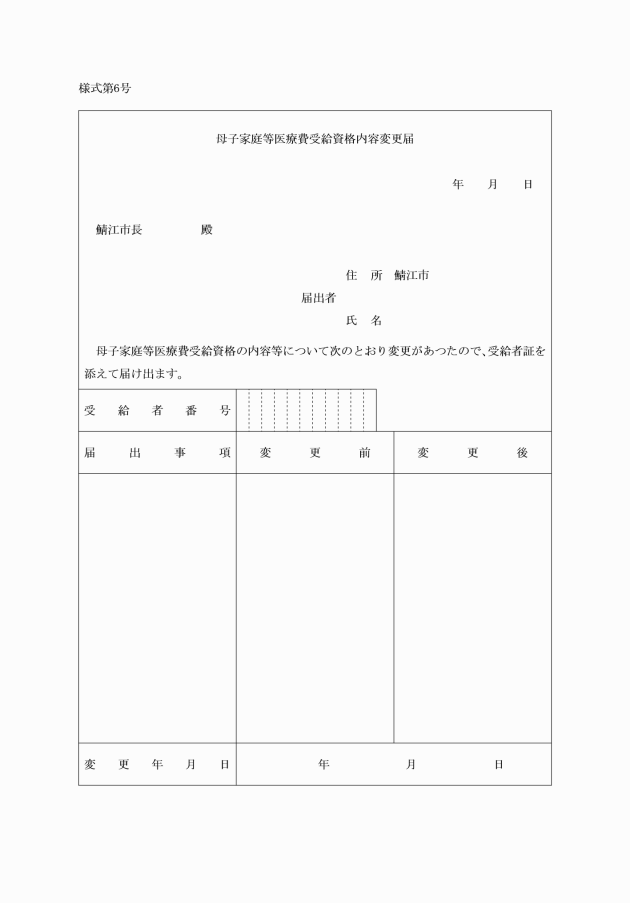 様式第6号
母子家庭等医療費受給資格内容変更届
年　月　日
鯖江市長　　　殿
住　所　鯖江市
届出者
氏　名
母子家庭等医療費受給資格の内容等について次のとおり変更があつたので、受給者証を
添えて届け出ます。
受給者番号
届出事項　変更前　変更後
変更年月日　年　月　日